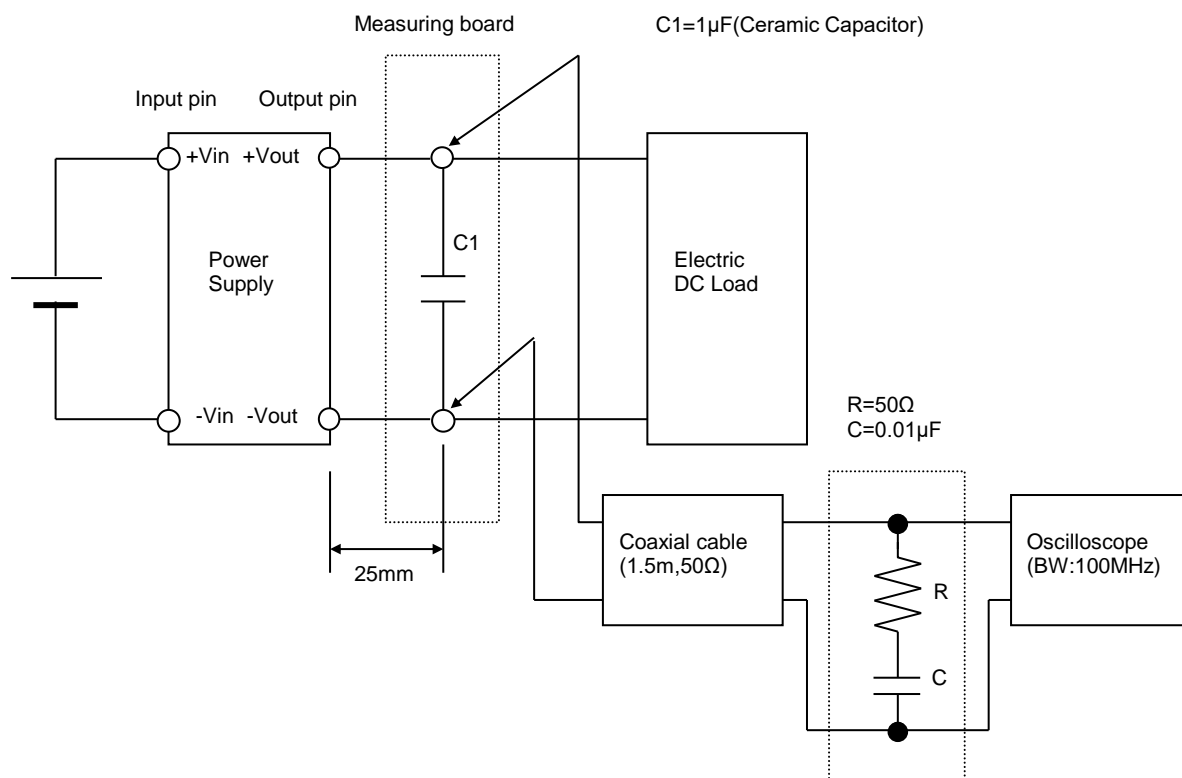 Measuring board
C1=1µF(Ceramic Capacitor)
Input pin
Output pin
+Vin +Vout
C1
Power
Supply
Electric
DC Load
-Vin -Vout
R=50Ω
C=0.01µF
25mm
Coaxial cable
(1.5m,50Ω)
R
C
Oscilloscope
(BW:100MHz)